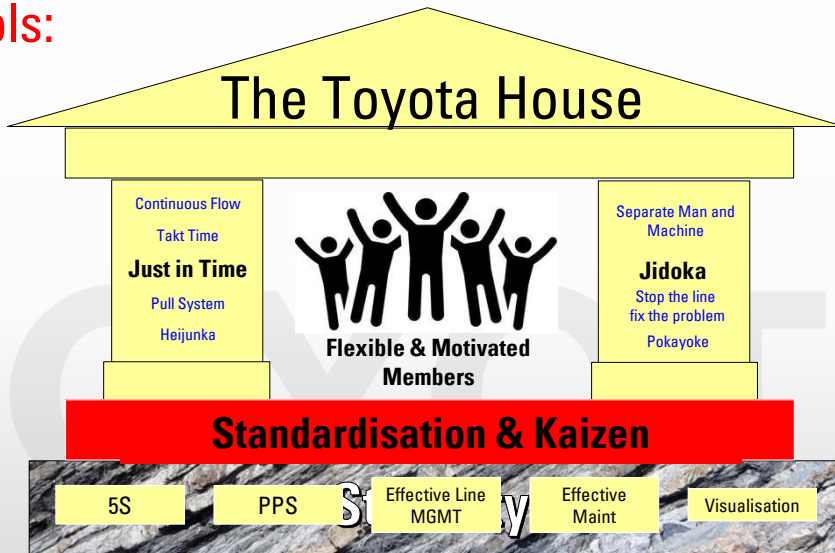 The Toyota House
Continuous Flow
Takt Time
Just in Time
Pull System
Heijunka
Flexible & Motivated
Members
Separate Man and
Machine
Jidoka
Stop the line
fix the problem
Pokayoke
Standardisation & Kaizen
5S
PPS
Effective Line
MGMT
Effective
Maint
Visualisation